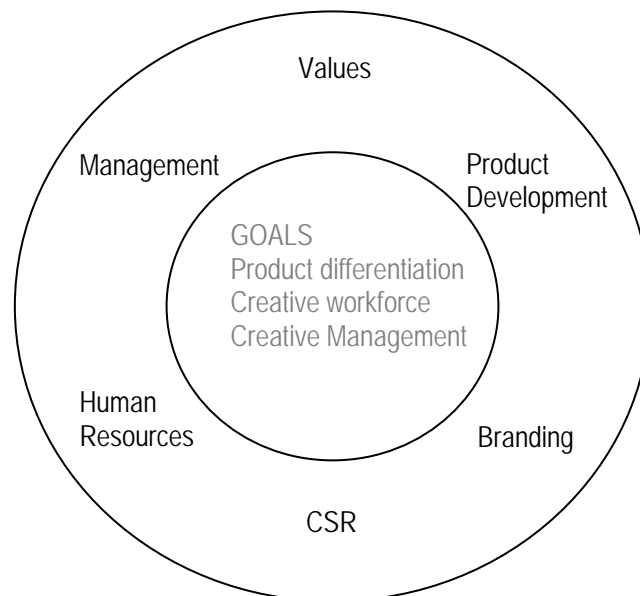 Values
Management
Product
Development
GOALS
Product differentiation
Creative workforce
Creative Management
Human
Resources
Branding
CSR